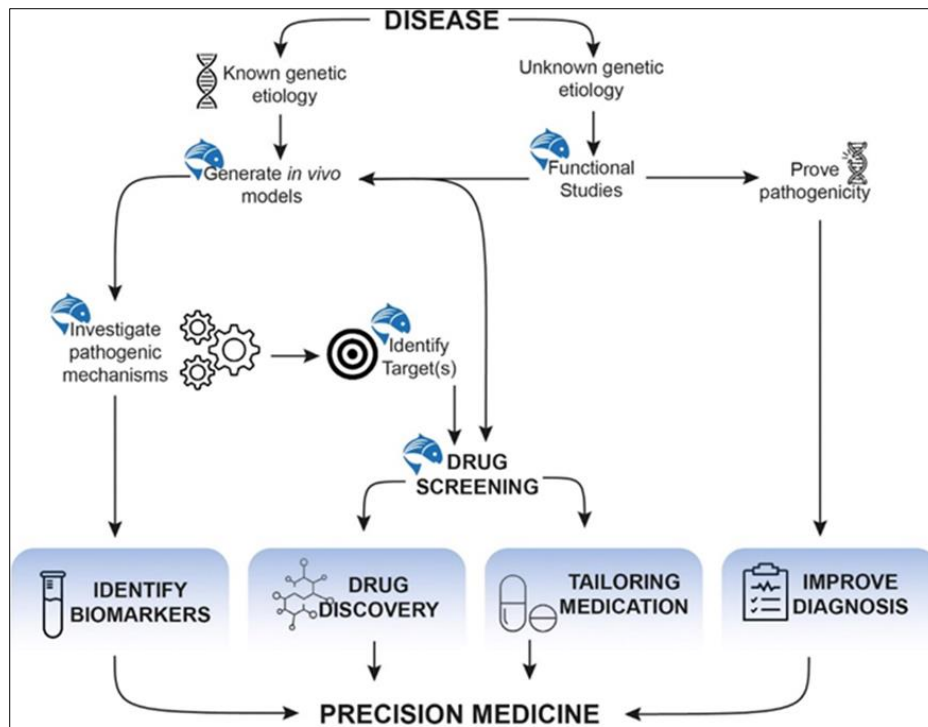 DISEASE
Known genetic
etiology
Unknown genetic
etiology
Generate in vivo
models
Functional
Studies
Prove
pathogenicity
Investigate
pathogenic
mechanisms
Identify
Target(s)
DRUG
SCREENING
IDENTIFY
BIOMARKERS
DRUG
DISCOVERY
TAILORING
MEDICATION
IMPROVE
DIAGNOSIS
PRECISION MEDICINE